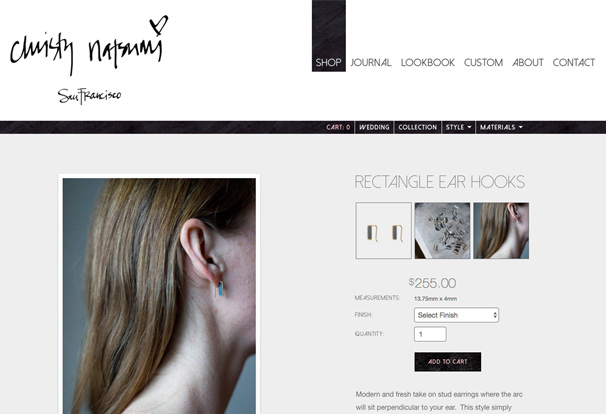 christy natsumi
San Francisco
SHOP JOURNAL LOOKBOOK CUSTOM ABOUT CONTACT
CART: 0 WEDDING COLLECTION STYLE MATERIALS
RECTANGLE EAR HOOKS
$255.00
MEASUREMENTS: 13.75mm x 4mm
FINISH: Select Finish
QUANTITY: 1
ADD TO CART
Modern and fresh take on stud earrings where the arc
will sit perpendicular to your ear. This style simply